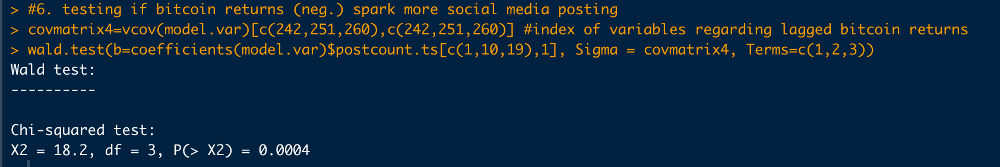 > #6. testing if bitcoin returns (neg.) spark more social media posting
> covmatrix4=vcov(model.var)[c(242,251,260),c(242,251,260)] #index of variables regarding lagged bitcoin returns
> wald.test(b=coefficients(model.var)$postcount.ts[c(1,10,19),1], Sigma = covmatrix4, Terms=c(1,2,3))
Wald test:
----------
Chi-squared test:
X2 = 18.2, df = 3, P(> X2) = 0.0004